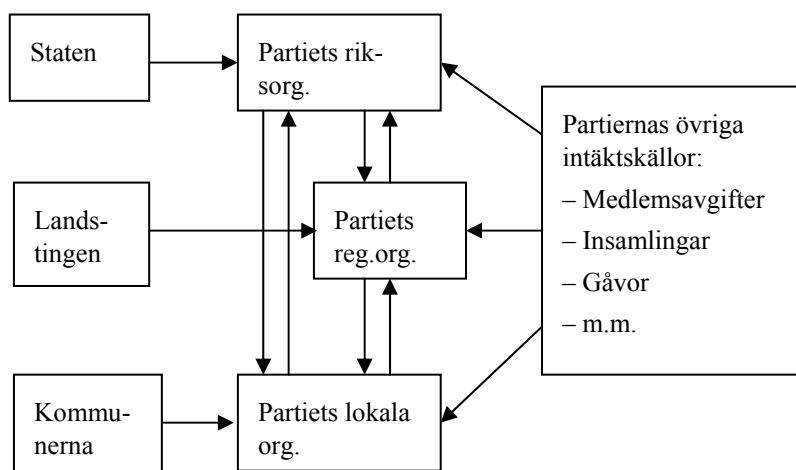 Staten
Partiets rik-
sorg.
Partiernas övriga
intäktskällor:
– Medlemsavgifter
– Insamlingar
– Gåvor
– m.m.
Lands-
tingen
Partiets
reg.org.
Kommu-
nerna
Partiets lokala
org.